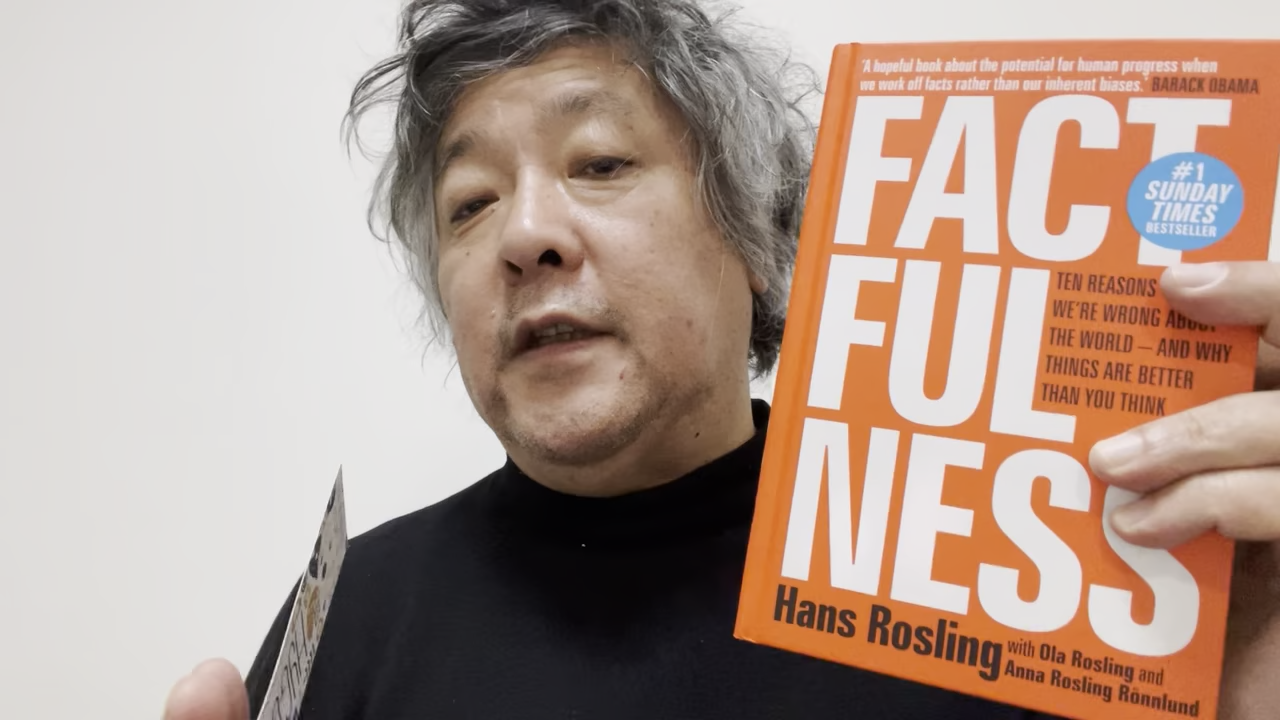 'A hopeful book about the potential for human progress when
we work off facts rather than our inherent biases.' BARACK OBAMA
FACT
#1
SUNDAY
TIMES
BESTSELLER
FUL
TEN REASONS
WE'RE WRONG ABOUT
THE WORLD – AND WHY
THINGS ARE BETTER
THAN YOU THINK
NESS
Hans Rosling with Ola Rosling and
Anna Rosling Rönnlund